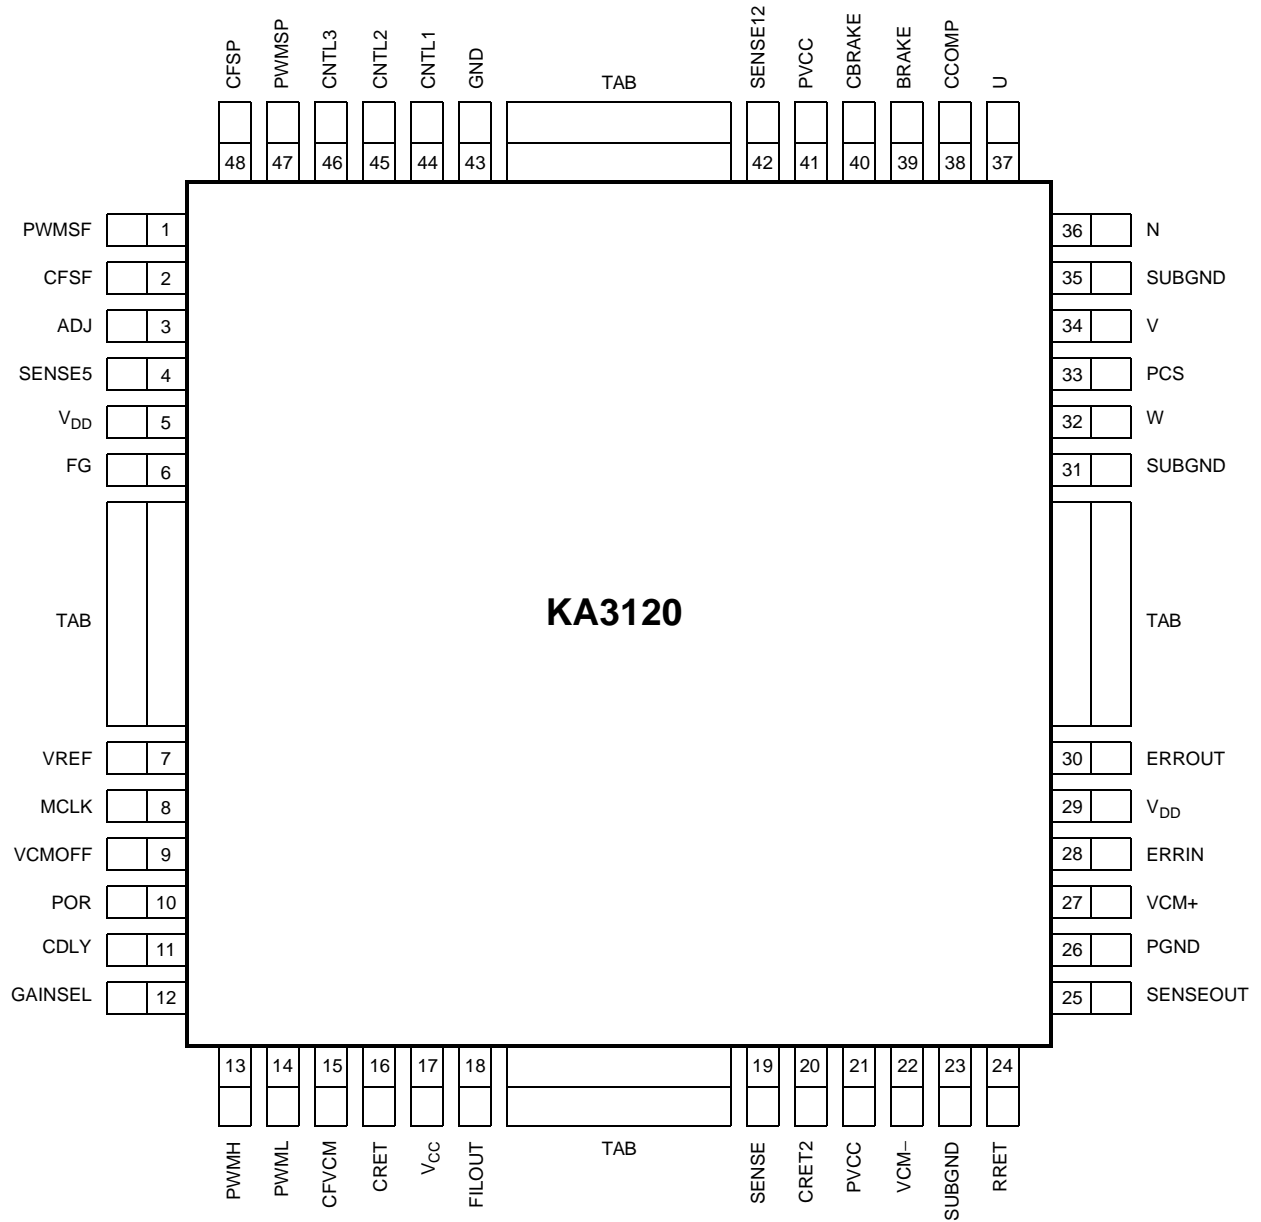 CFSP PWMSP CNTL3 CNTL2 CNTL1 GND TAB SENSE12 PVCC CBRAKE BRAKE CCOMP U
48 47 46 45 44 43 42 41 40 39 38 37
PWMSF 1 36 N
CFSF 2 35 SUBGND
ADJ 3 34 V
SENSE5 4 33 PCS
VDD 5 32 W
FG 6 31 SUBGND
KA3120
TAB TAB
VREF 7 30 ERROUT
MCLK 8 29 VDD
VCMOFF 9 28 ERRIN
POR 10 27 VCM+
CDLY 11 26 PGND
GAINSEL 12 25 SENSEOUT
13 14 15 16 17 18 19 20 21 22 23 24
PWMH PWML CFVCM CRET VCC FILOUT TAB SENSE CRET2 PVCC VCM− SUBGND RRET